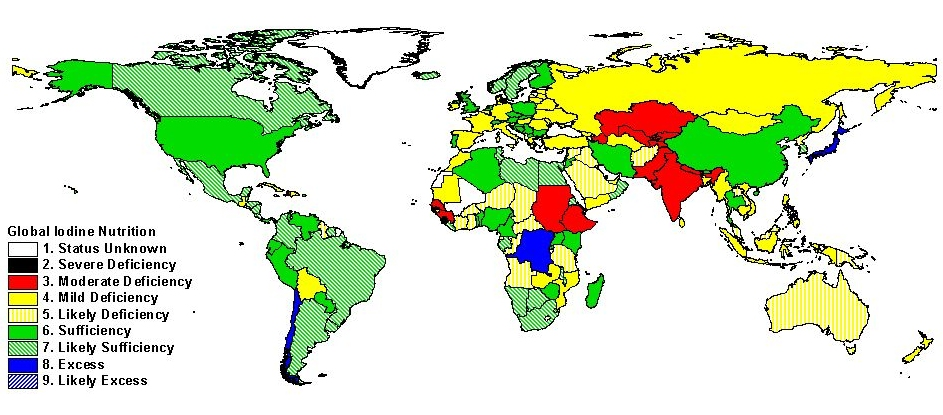 Global Iodine Nutrition
1. Status Unknown
2. Severe Deficiency
3. Moderate Deficiency
4. Mild Deficiency
5. Likely Deficiency
6. Sufficiency
7. Likely Sufficiency
8. Excess
9. Likely Excess